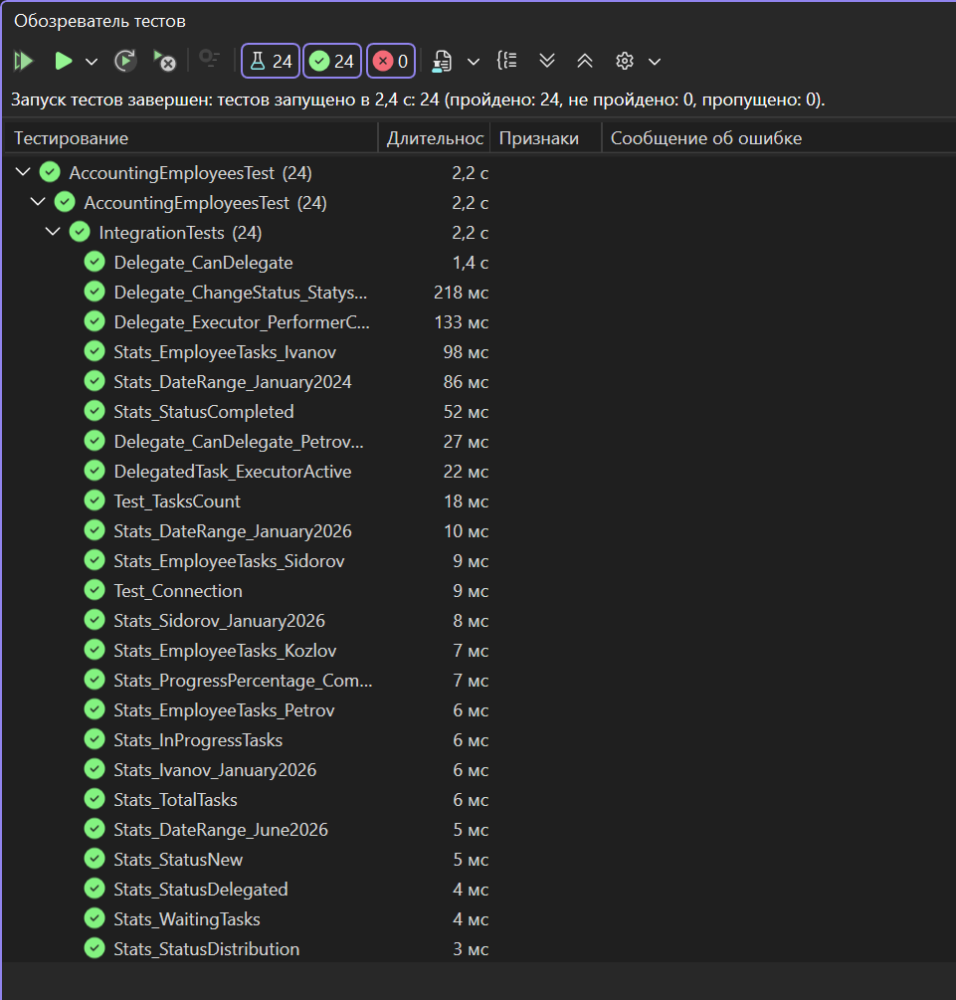 Обозреватель тестов
24 24 0
Запуск тестов завершен: тестов запущено в 2,4 с: 24 (пройдено: 24, не пройдено: 0, пропущено: 0).
Тестирование Длительнос Признаки Сообщение об ошибке
AccountingEmployeesTest (24) 2,2 с
AccountingEmployeesTest (24) 2,2 с
IntegrationTests (24) 2,2 с
Delegate_CanDelegate 1,4 с
Delegate_ChangeStatus_Statys... 218 мс
Delegate_Executor_PerformerC... 133 мс
Stats_EmployeeTasks_Ivanov 98 мс
Stats_DateRange_January2024 86 мс
Stats_StatusCompleted 52 мс
Delegate_CanDelegate_Petrov... 27 мс
DelegatedTask_ExecutorActive 22 мс
Test_TasksCount 18 мс
Stats_DateRange_January2026 10 мс
Stats_EmployeeTasks_Sidorov 9 мс
Test_Connection 9 мс
Stats_Sidorov_January2026 8 мс
Stats_EmployeeTasks_Kozlov 7 мс
Stats_ProgressPercentage_Com... 7 мс
Stats_EmployeeTasks_Petrov 6 мс
Stats_InProgressTasks 6 мс
Stats_Ivanov_January2026 6 мс
Stats_TotalTasks 6 мс
Stats_DateRange_June2026 5 мс
Stats_StatusNew 5 мс
Stats_StatusDelegated 4 мс
Stats_WaitingTasks 4 мс
Stats_StatusDistribution 3 мс